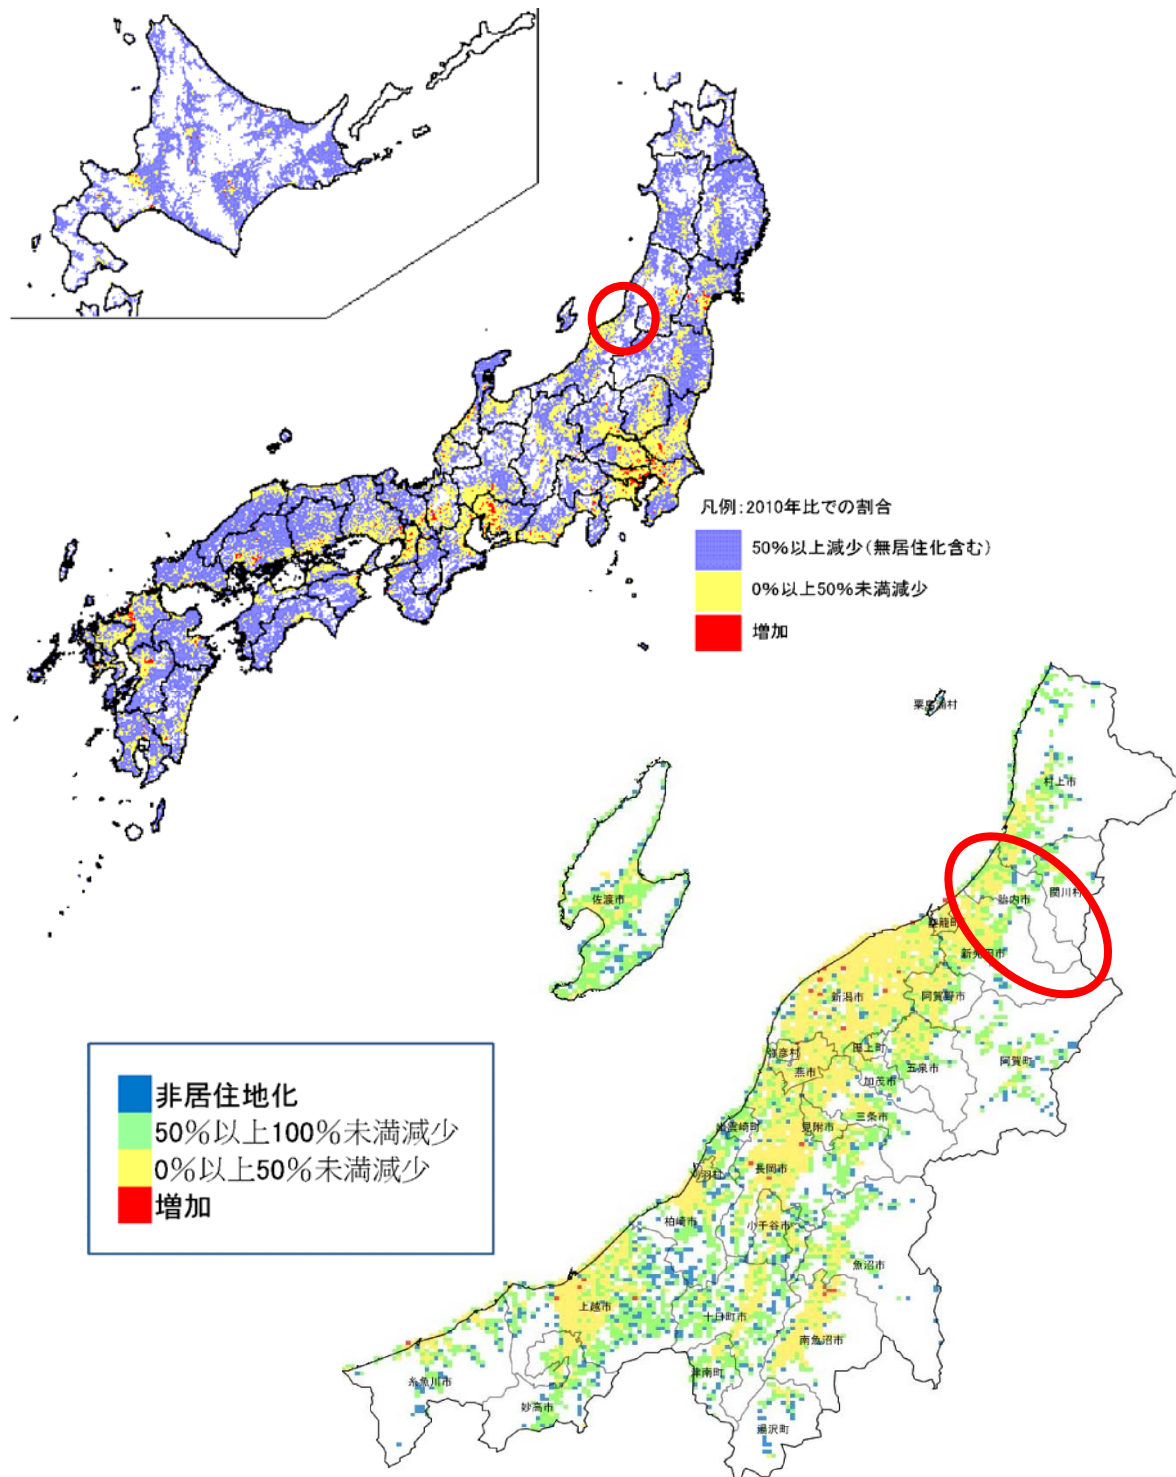 凡例：2010年比での割合
50％以上減少（無居住化含む）
0％以上50％未満減少
増加
粟島浦村
村上市
関川村
胎内市
佐渡市
聖籠町
新発田市
新潟市
阿賀野市
田上町
弥彦村
燕市
五泉市
阿賀町
加茂市
三条市
出雲崎町
見附市
長岡市
刈羽村
柏崎市
小千谷市
魚沼市
上越市
十日町市
南魚沼市
津南町
糸魚川市
妙高市
湯沢町
非居住地化
50％以上100％未満減少
0％以上50％未満減少
増加